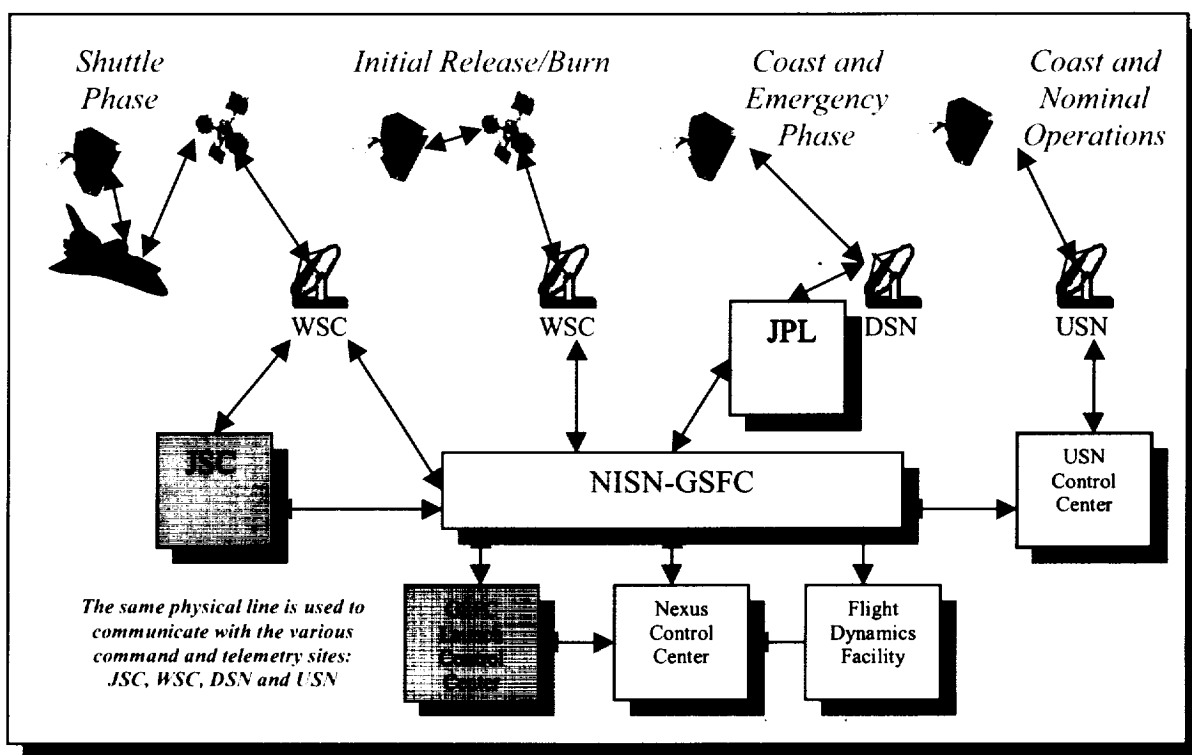 Shuttle
Phase
Initial Release/Burn
Coast and
Emergency
Phase
Coast and
Nominal
Operations
WSC
WSC
JPL
DSN
USN
JSC
NISN-GSFC
USN
Control
Center
Control
Center
Nexus
Control
Center
Flight
Dynamics
Facility
The same physical line is used to
communicate with the various
command and telemetry sites:
JSC, WSC, DSN and USN